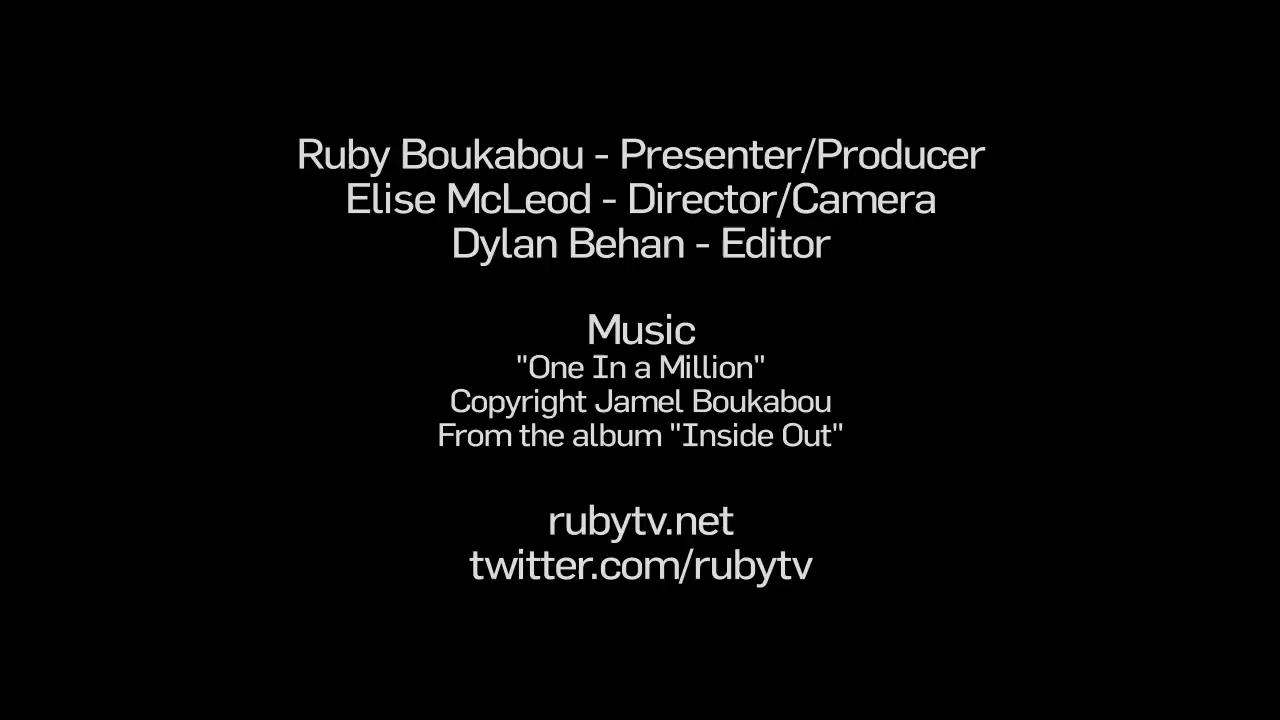 Ruby Boukabou - Presenter/Producer
Elise McLeod - Director/Camera
Dylan Behan - Editor
Music
"One In a Million"
Copyright Jamel Boukabou
From the album "Inside Out"
rubytv.net
twitter.com/rubytv